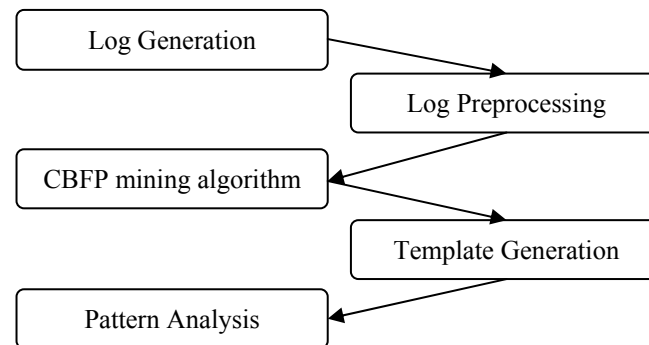 Log Generation
Log Preprocessing
CBFP mining algorithm
Template Generation
Pattern Analysis